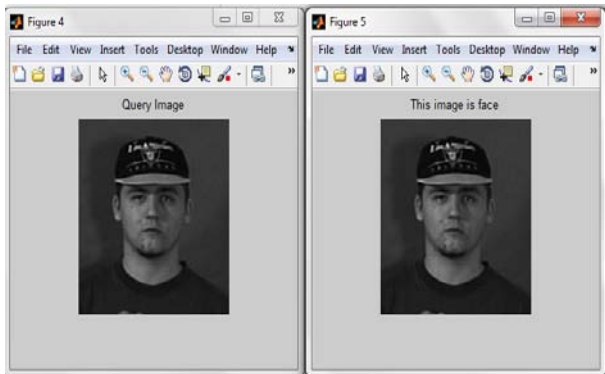 Figure 4
File Edit View Insert Tools Desktop Window Help
Query Image
Figure 5
File Edit View Insert Tools Desktop Window Help
This image is face